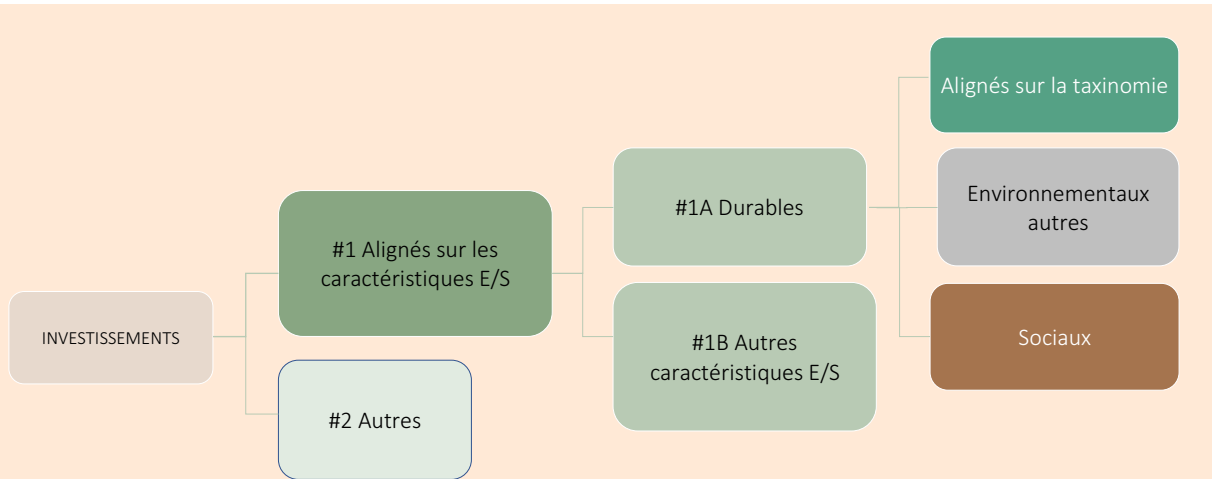 INVESTISSEMENTS
#1 Alignés sur les
caractéristiques E/S
#2 Autres
#1A Durables
#1B Autres
caractéristiques E/S
Alignés sur la taxinomie
Environnementaux
autres
Sociaux